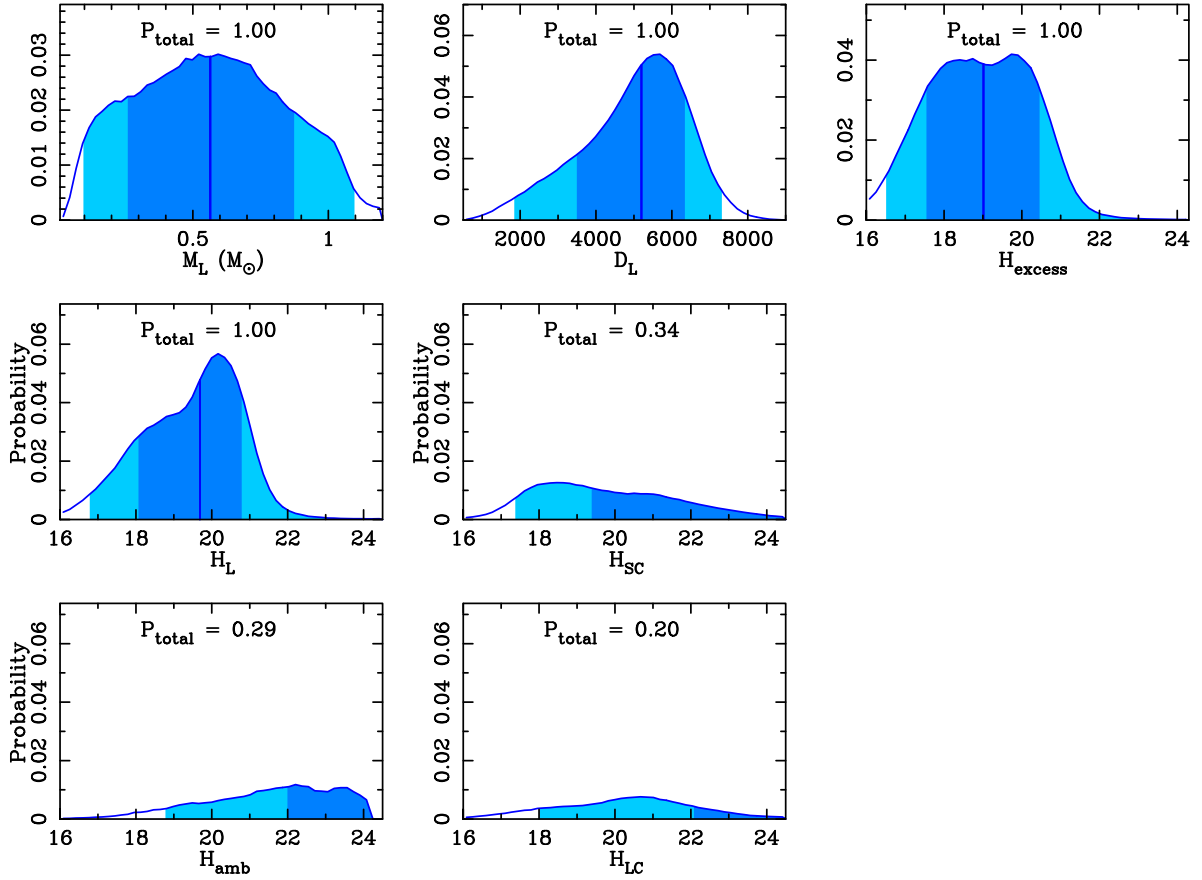 P_total = 1.00
0 0.01 0.02 0.03
0.5 1
M_L (M_⊙)
P_total = 1.00
0 0.02 0.04 0.06
2000 4000 6000 8000
D_L
P_total = 1.00
0 0.02 0.04
16 18 20 22 24
H_excess
Probability
P_total = 1.00
0 0.02 0.04 0.06
16 18 20 22 24
H_L
Probability
P_total = 0.34
0 0.02 0.04 0.06
16 18 20 22 24
H_SC
Probability
P_total = 0.29
0 0.02 0.04 0.06
16 18 20 22 24
H_amb
P_total = 0.20
0 0.02 0.04 0.06
16 18 20 22 24
H_LC